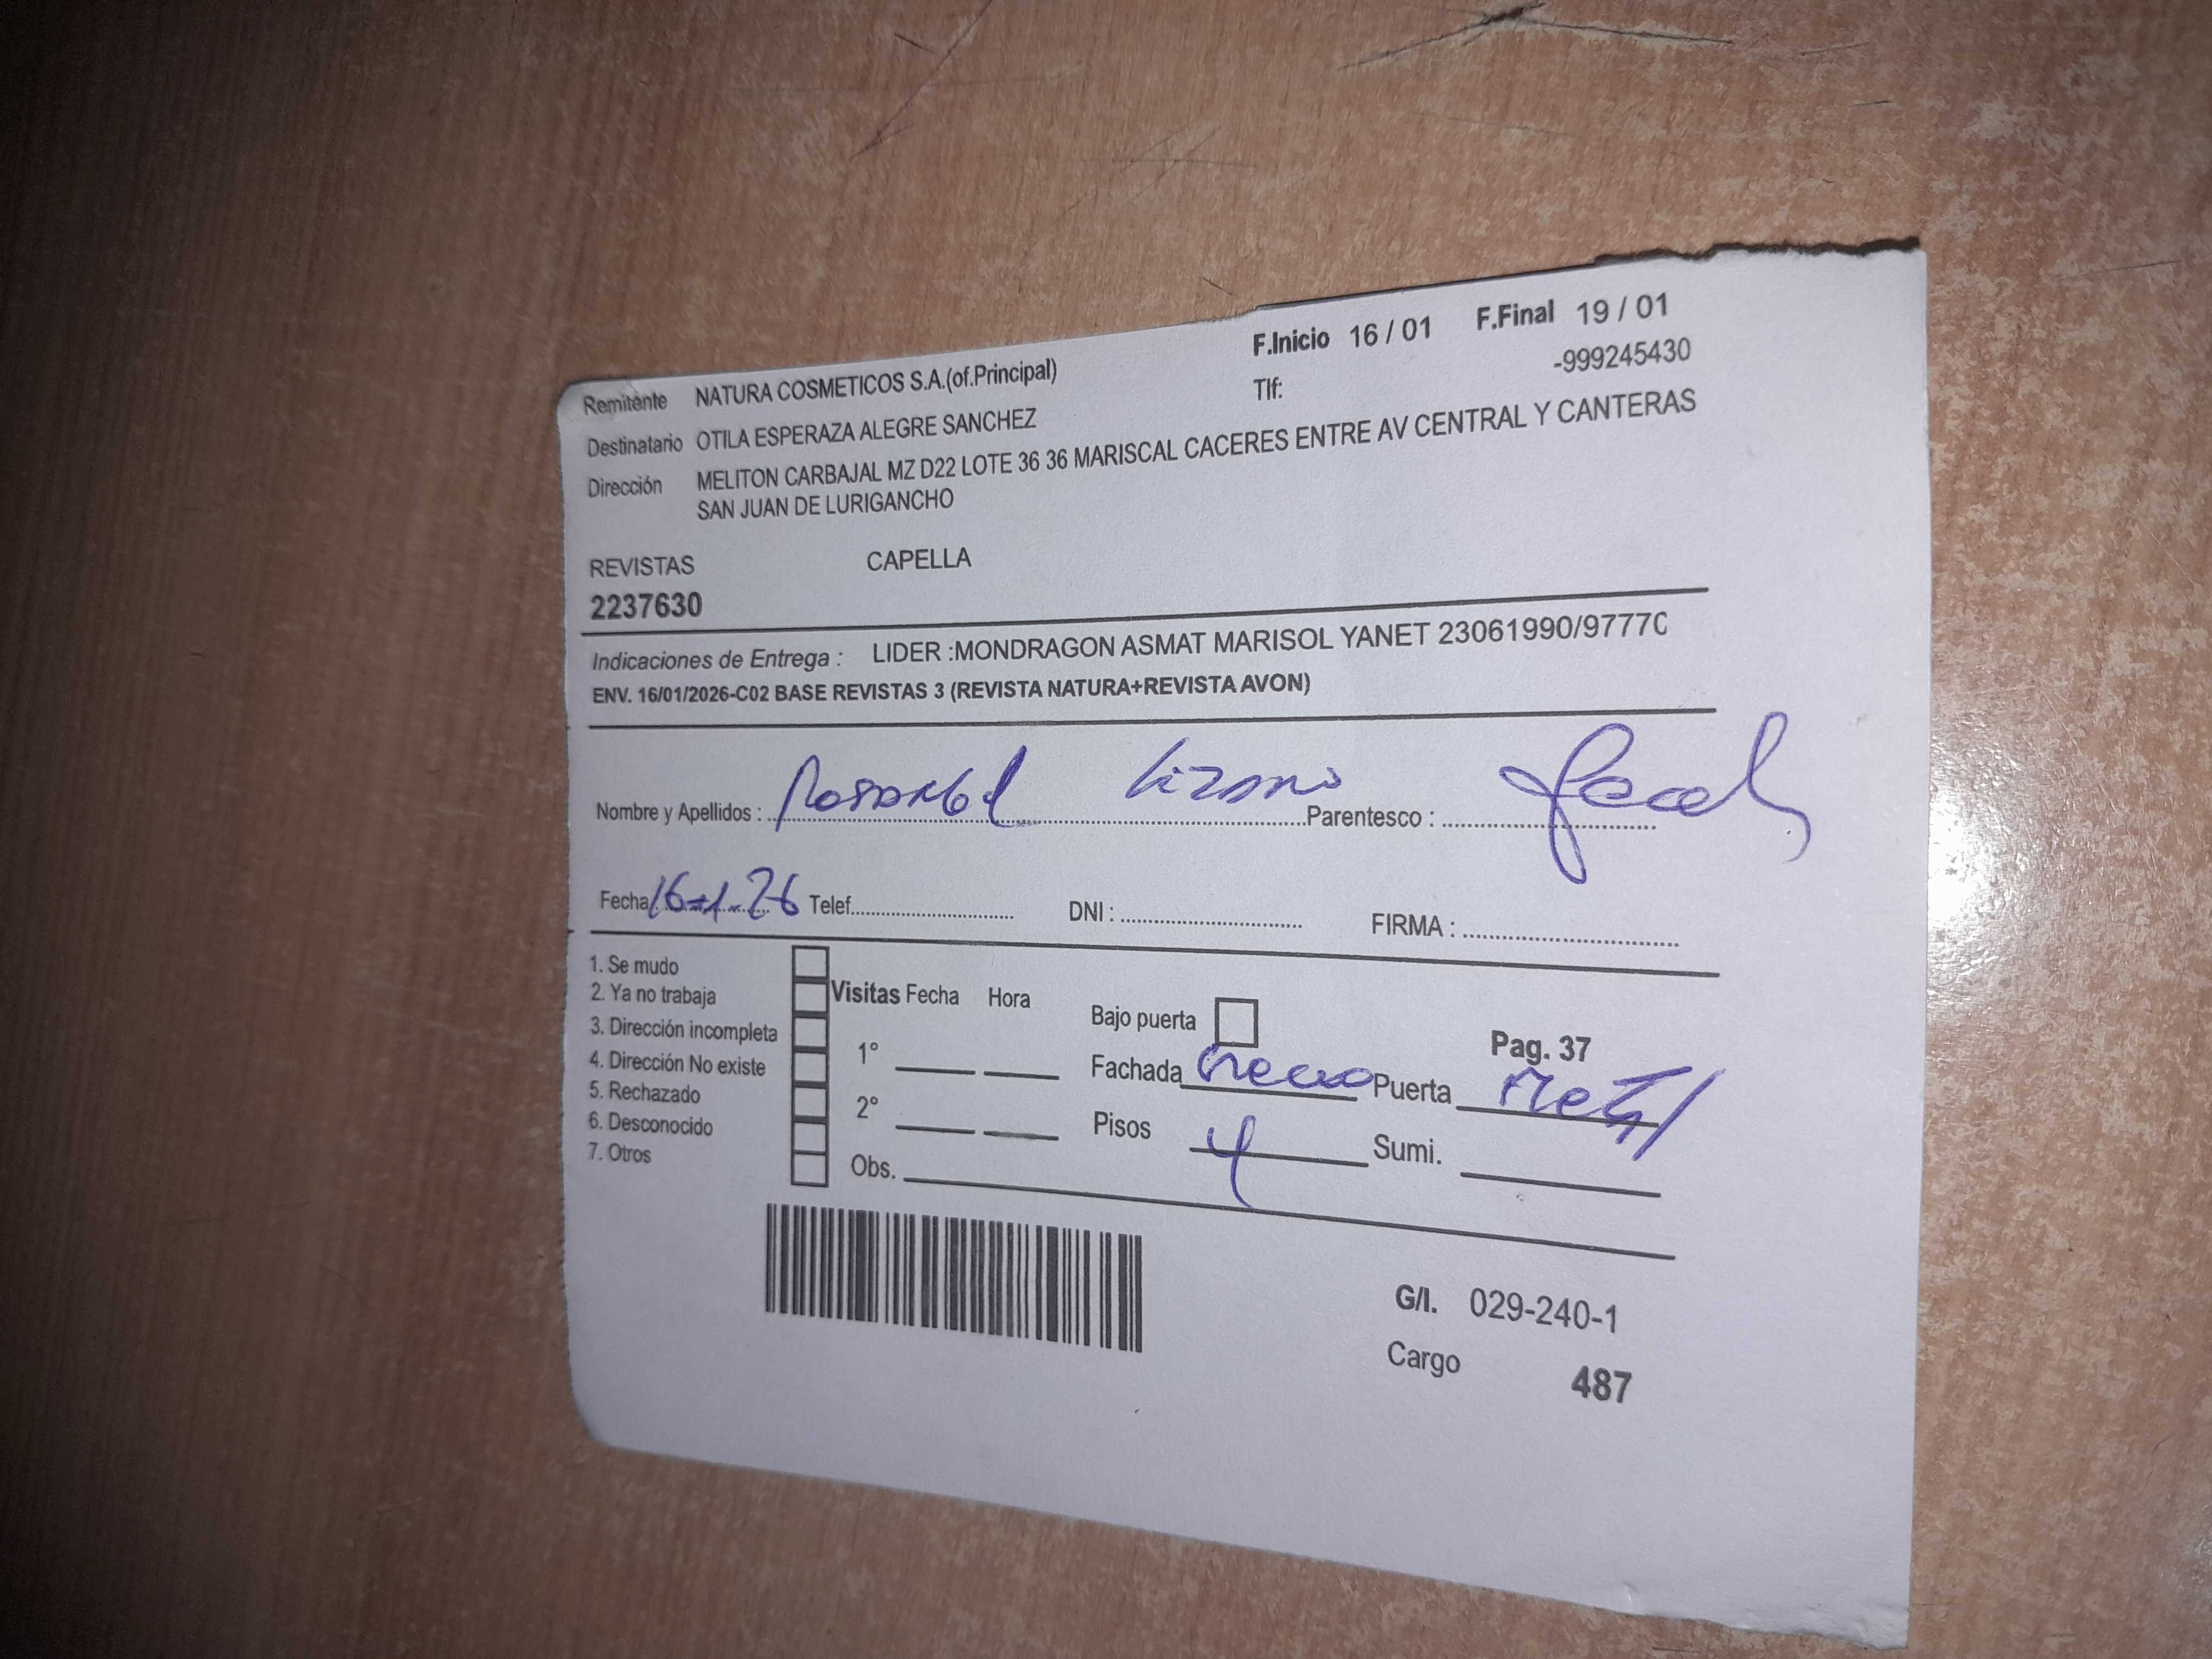 F.Inicio 16 / 01 F.Final 19 / 01
Remitente NATURA COSMETICOS S.A.(of.Principal) Tlf: -999245430
Destinatario OTILA ESPERAZA ALEGRE SANCHEZ
Dirección MELITON CARBAJAL MZ D22 LOTE 36 36 MARISCAL CACERES ENTRE AV CENTRAL Y CANTERAS
SAN JUAN DE LURIGANCHO
REVISTAS CAPELLA
2237630
Indicaciones de Entrega : LIDER :MONDRAGON ASMAT MARISOL YANET 23061990/9777
ENV. 16/01/2026-C02 BASE REVISTAS 3 (REVISTA NATURA+REVISTA AVON)
Nombre y Apellidos : Parentesco :
Fecha 16-1-26 Telef. DNI : FIRMA :
1. Se mudo
2. Ya no trabaja
3. Dirección incompleta
4. Dirección No existe
5. Rechazado
6. Desconocido
7. Otros
Visitas Fecha Hora
1°
2°
Obs.
Bajo puerta
Pag. 37
Fachada Puerta Metal
Pisos 4 Sumi.
G/I. 029-240-1
Cargo 487